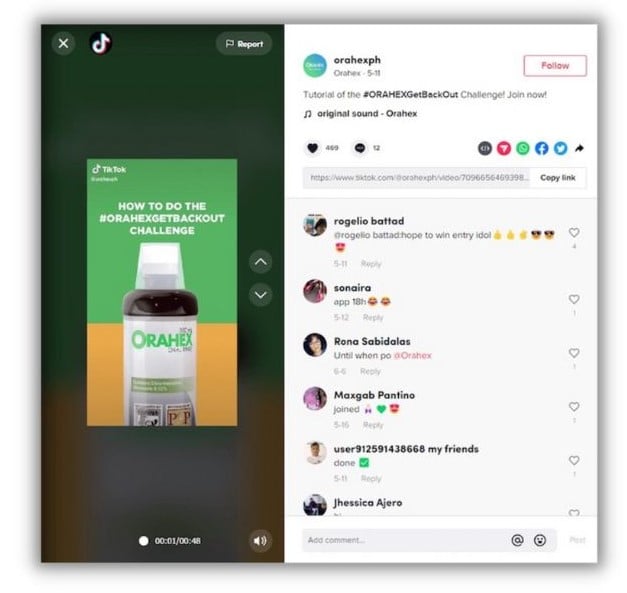 Report
TikTok
@orahexph
HOW TO DO THE
#ORAHEXGETBACKOUT
CHALLENGE
ORAHEX
00:01/00:48
orahexph
Orahex · 5-11
Follow
Tutorial of the #ORAHEXGetBackOut Challenge! Join now!
original sound - Orahex
469
12
https://www.tiktok.com/@orahexph/video/7096656469398...
Copy link
rogelio battad
@rogelio battad:hope to win entry idol👍👍👍😎😎
😍
5-11 Reply
4
sonaira
app 18h😂😂
5-12 Reply
1
Rona Sabidalas
Until when po @Orahex
6-6 Reply
1
Maxgab Pantino
joined 💚😍
5-16 Reply
1
user912591438668 my friends
done ✅
5-11 Reply
1
Jhessica Ajero
Add comment...
Post